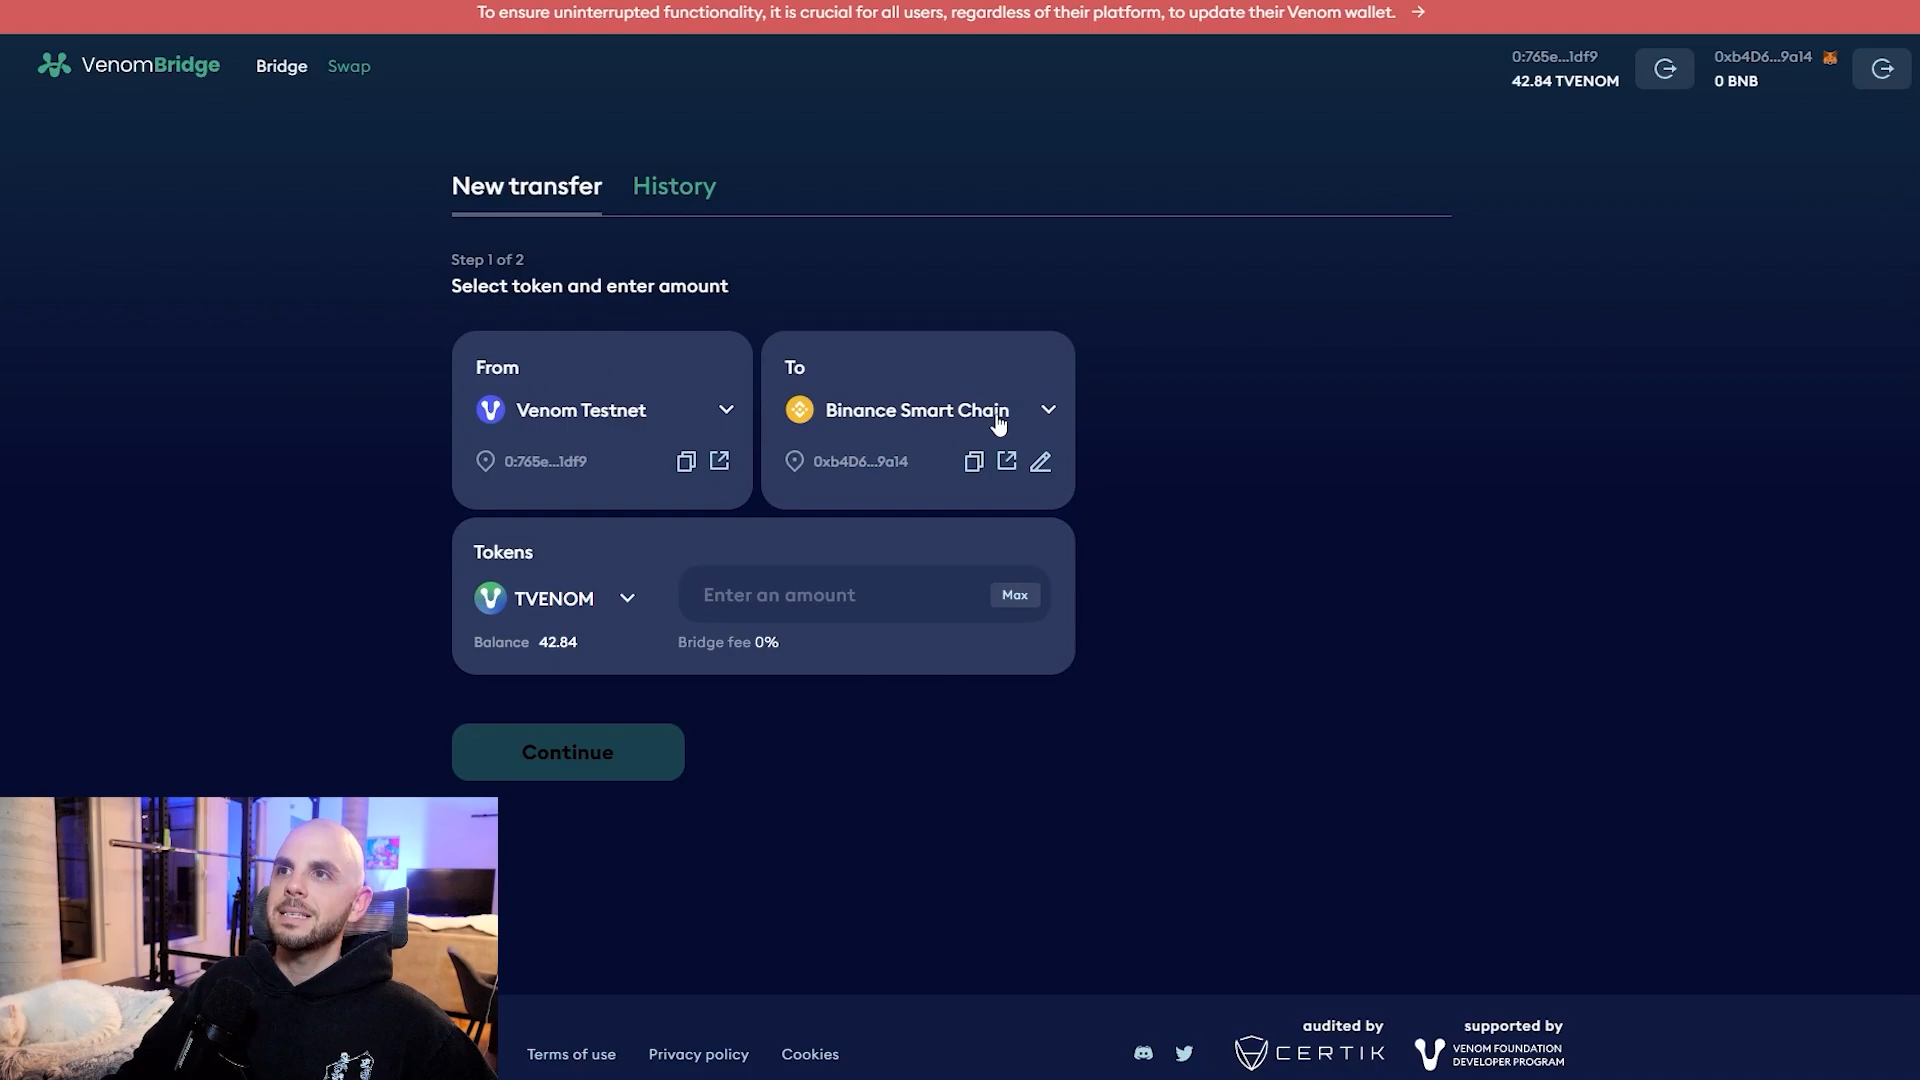 To ensure uninterrupted functionality, it is crucial for all users, regardless of their platform, to update their Venom wallet. →
VenomBridge Bridge Swap
0:765e...1df9 0xb4D6...9a14
42.84 TVENOM 0 BNB
New transfer History
Step 1 of 2
Select token and enter amount
From To
Venom Testnet Binance Smart Chain
0:765e...1df9 0xb4D6...9a14
Tokens
TVENOM Enter an amount Max
Balance 42.84 Bridge fee 0%
Continue
audited by supported by
Terms of use Privacy policy Cookies CERTIK VENOM FOUNDATION
DEVELOPER PROGRAM